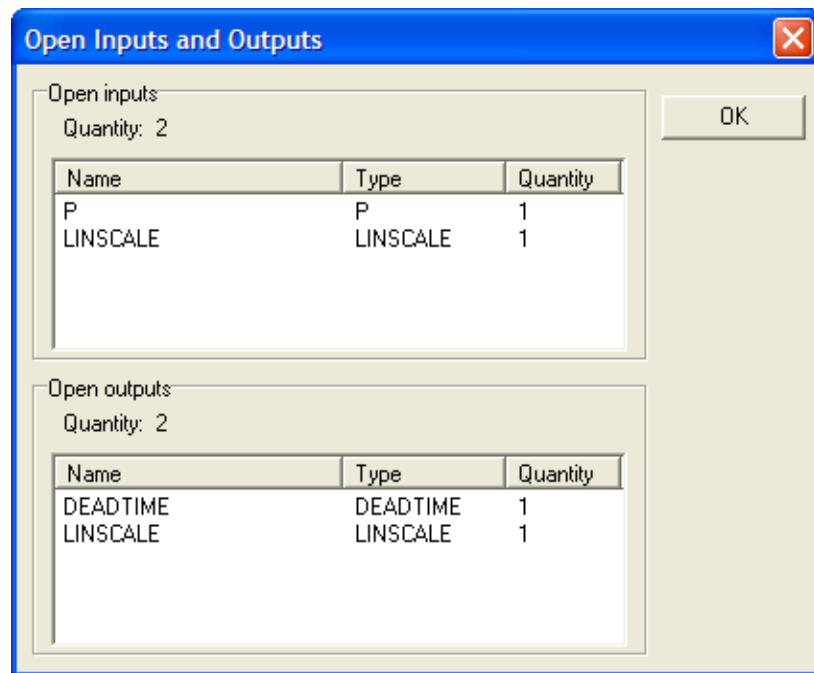 Open Inputs and Outputs
Open inputs
OK
Quantity: 2
Name Type Quantity
P P 1
LINSCALE LINSCALE 1
Open outputs
Quantity: 2
Name Type Quantity
DEADTIME DEADTIME 1
LINSCALE LINSCALE 1